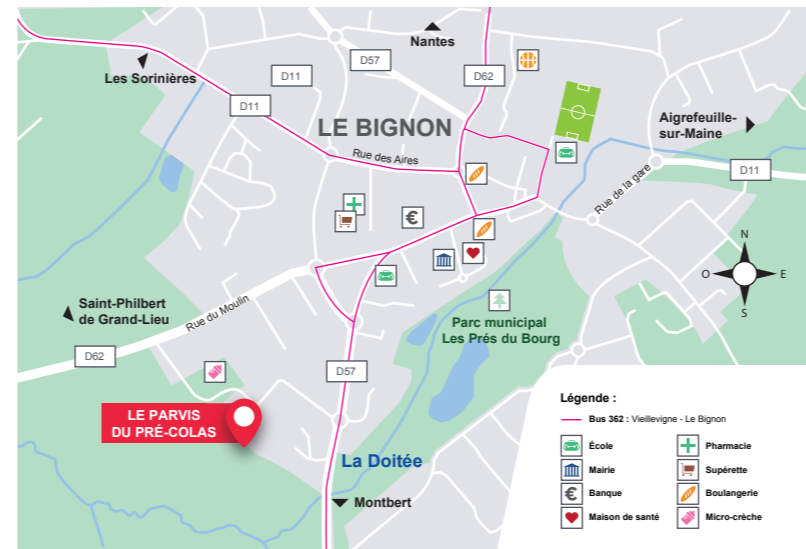 Nantes
Les Sorinières
D57
D11
D62
D11
LE BIGNON
Aigrefeuille-
sur-Maine
Rue des Aires
D11
Rue de la gare
€
N
O
E
S
Saint-Philbert
de Grand-Lieu
Rue du Moulin
Parc municipal
Les Prés du Bourg
D62
D57
LE PARVIS
DU PRÉ-COLAS
La Doitée
Montbert
Légende :
Bus 362 : Vieillevigne - Le Bignon
École
Pharmacie
Mairie
Supérette
€ Banque
Boulangerie
Maison de santé
Micro-crèche